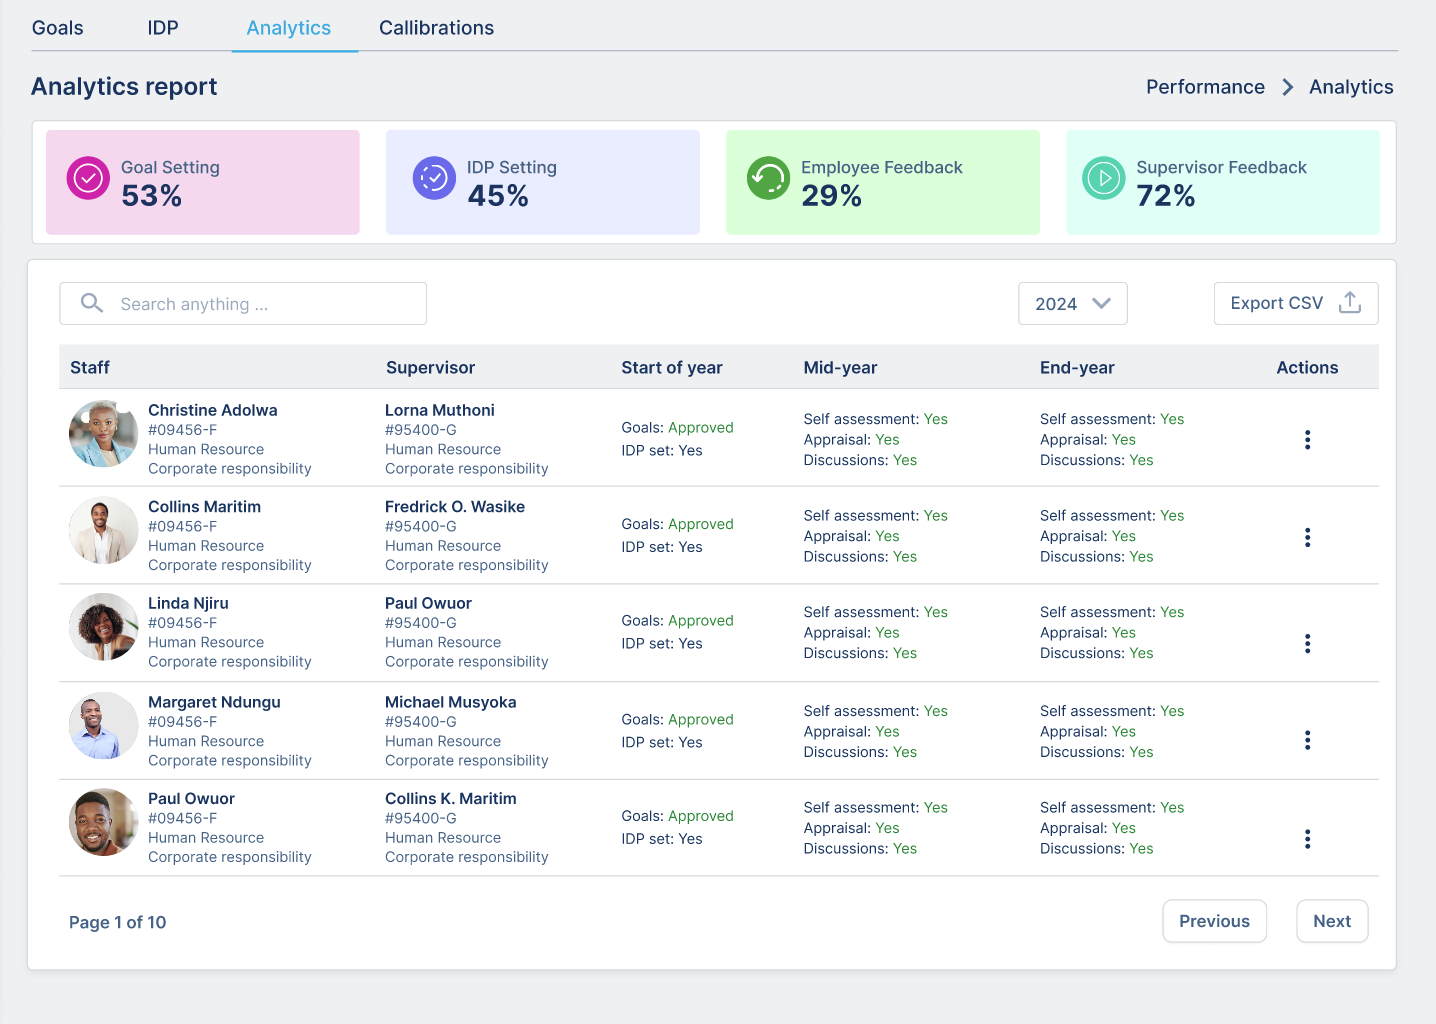 Goals IDP Analytics Callibrations
Analytics report
Performance Analytics
Goal Setting
53%
IDP Setting
45%
Employee Feedback
29%
Supervisor Feedback
72%
Search anything ...
2024
Export CSV
Staff Supervisor Start of year Mid-year End-year Actions
Christine Adolwa
#09456-F
Human Resource
Corporate responsibility
Lorna Muthoni
#95400-G
Human Resource
Corporate responsibility
Goals: Approved
IDP set: Yes
Self assessment: Yes
Appraisal: Yes
Discussions: Yes
Self assessment: Yes
Appraisal: Yes
Discussions: Yes
Collins Maritim
#09456-F
Human Resource
Corporate responsibility
Fredrick O. Wasike
#95400-G
Human Resource
Corporate responsibility
Goals: Approved
IDP set: Yes
Self assessment: Yes
Appraisal: Yes
Discussions: Yes
Self assessment: Yes
Appraisal: Yes
Discussions: Yes
Linda Njiru
#09456-F
Human Resource
Corporate responsibility
Paul Owuor
#95400-G
Human Resource
Corporate responsibility
Goals: Approved
IDP set: Yes
Self assessment: Yes
Appraisal: Yes
Discussions: Yes
Self assessment: Yes
Appraisal: Yes
Discussions: Yes
Margaret Ndungu
#09456-F
Human Resource
Corporate responsibility
Michael Musyoka
#95400-G
Human Resource
Corporate responsibility
Goals: Approved
IDP set: Yes
Self assessment: Yes
Appraisal: Yes
Discussions: Yes
Self assessment: Yes
Appraisal: Yes
Discussions: Yes
Paul Owuor
#09456-F
Human Resource
Corporate responsibility
Collins K. Maritim
#95400-G
Human Resource
Corporate responsibility
Goals: Approved
IDP set: Yes
Self assessment: Yes
Appraisal: Yes
Discussions: Yes
Self assessment: Yes
Appraisal: Yes
Discussions: Yes
Page 1 of 10
Previous
Next